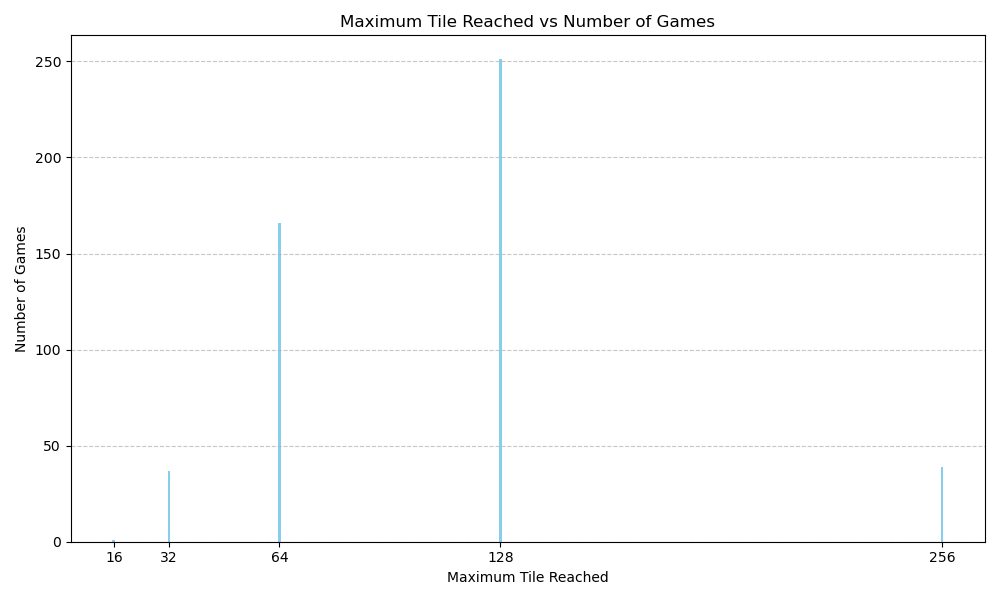 Maximum Tile Reached vs Number of Games
250
200
150
100
50
0
Number of Games
16 32 64 128 256
Maximum Tile Reached